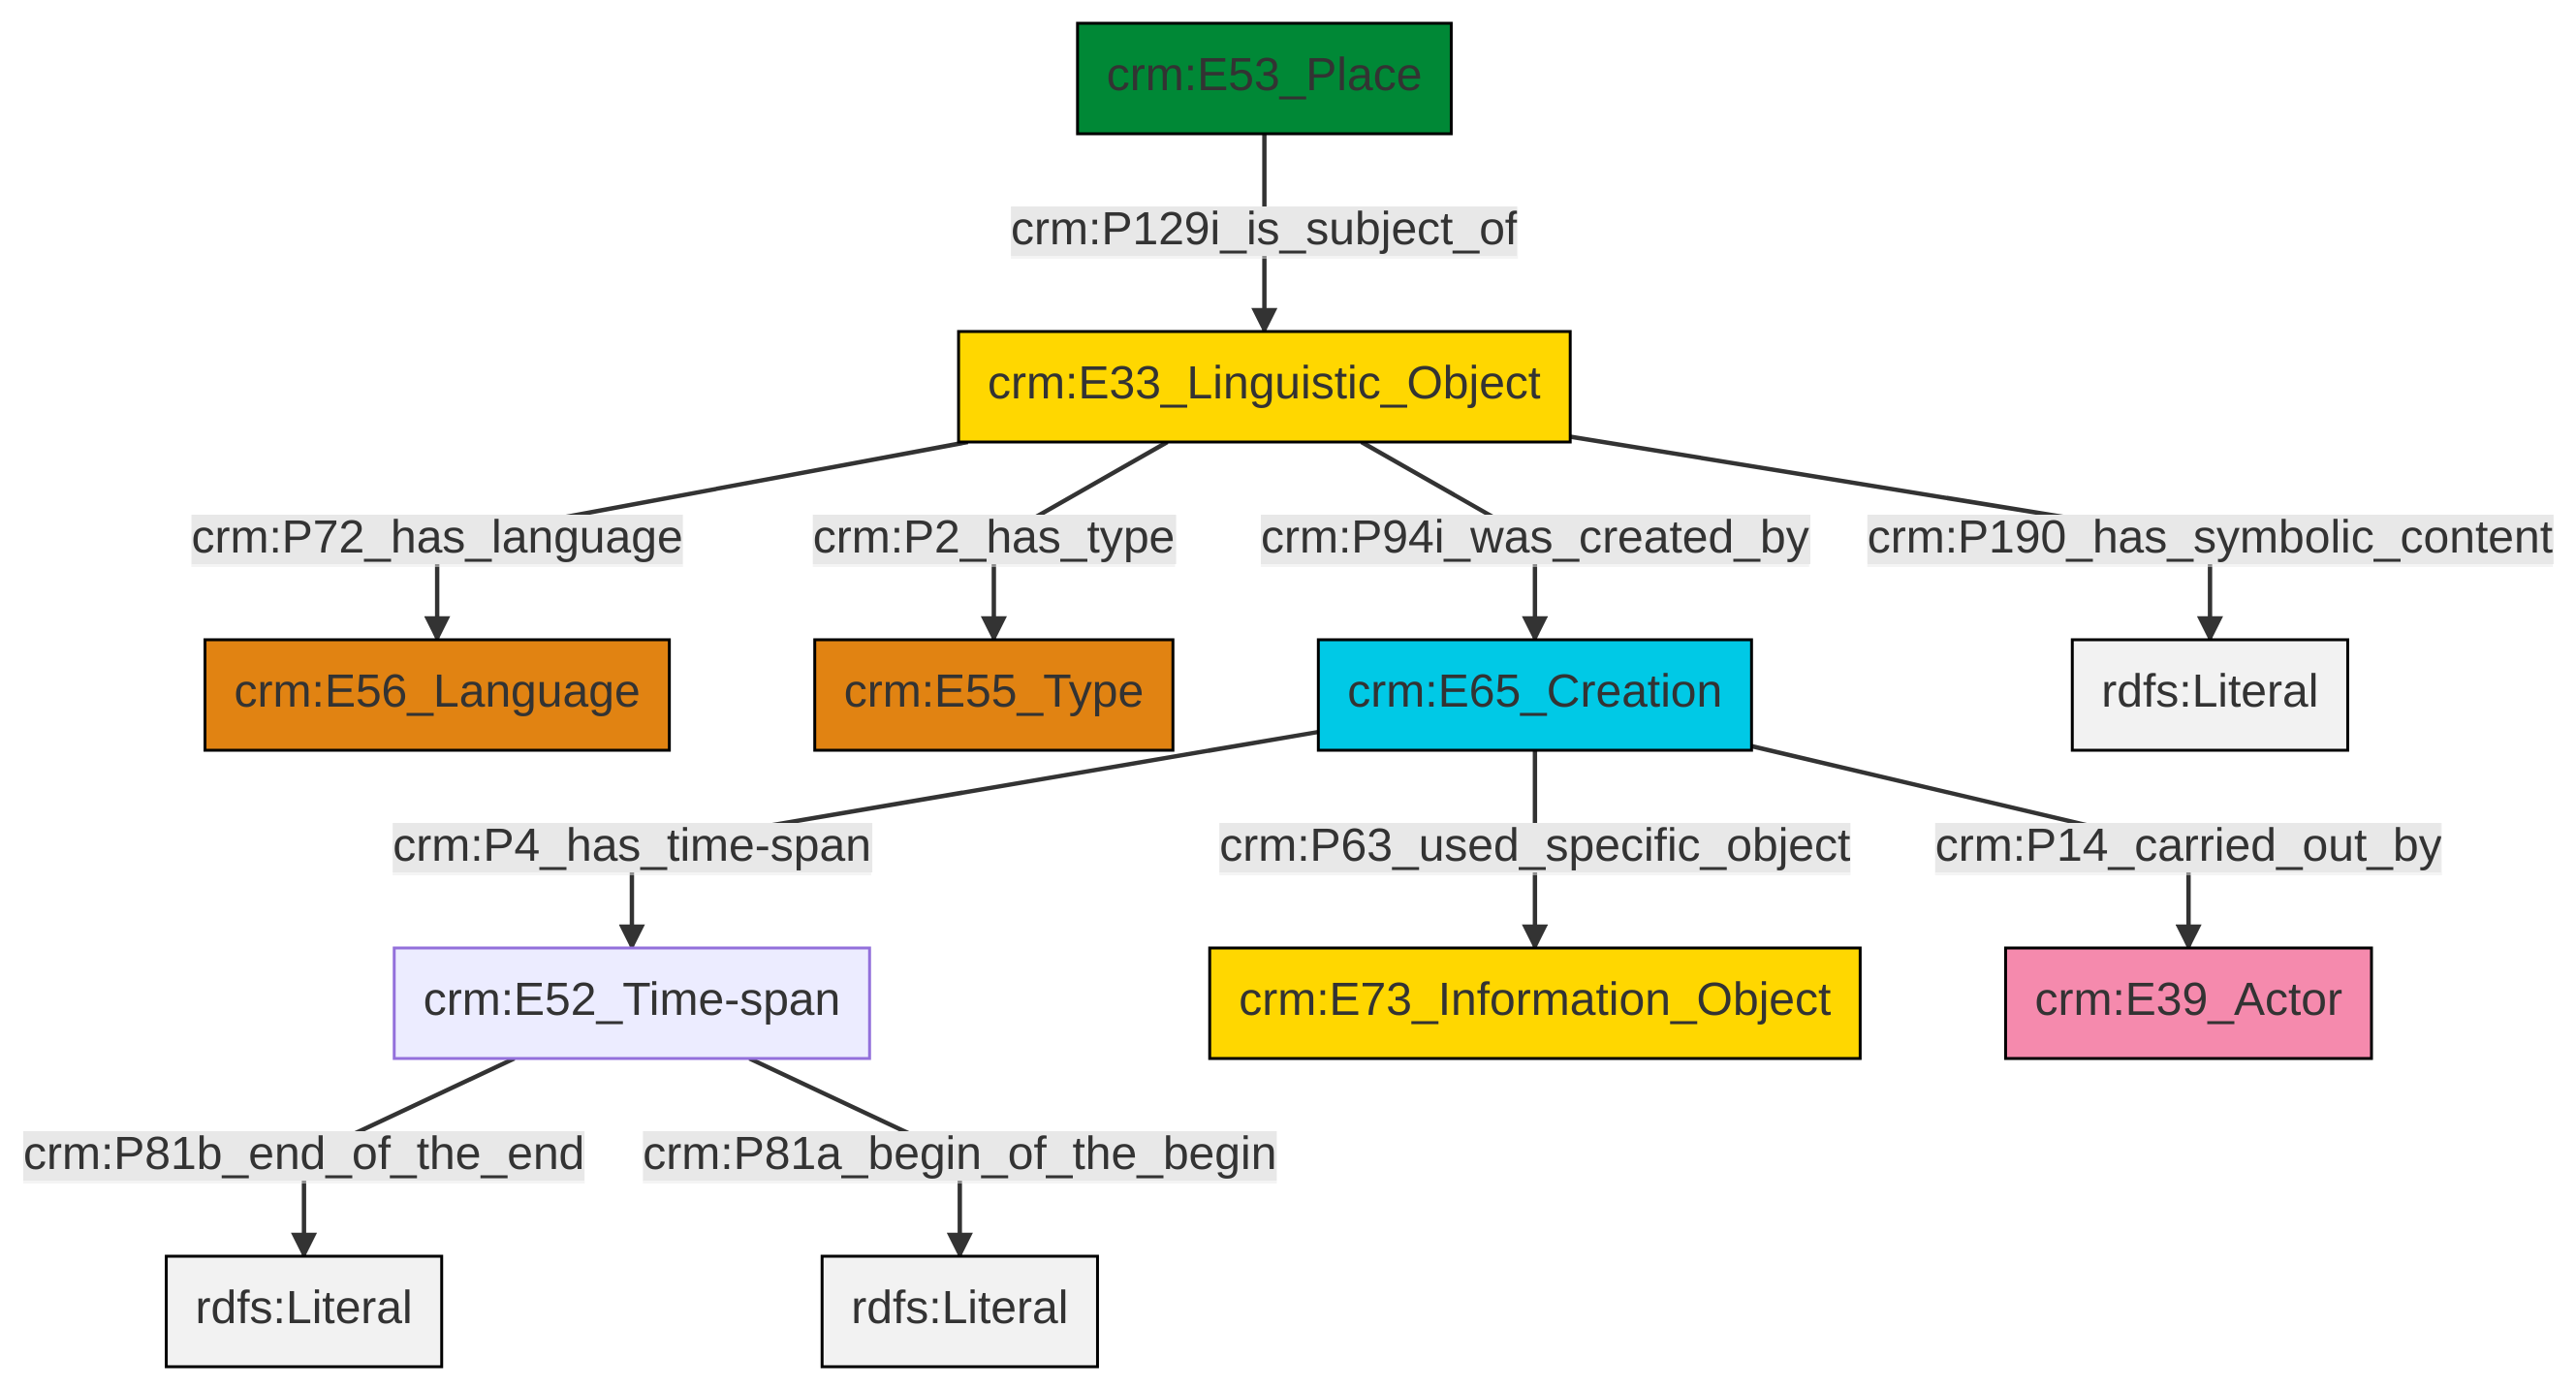 crm:E53_Place
crm:P129i_is_subject_of
crm:E33_Linguistic_Object
crm:P72_has_language
crm:P2_has_type
crm:P94i_was_created_by
crm:P190_has_symbolic_content
crm:E56_Language
crm:E55_Type
crm:E65_Creation
rdfs:Literal
crm:P4_has_time-span
crm:P63_used_specific_object
crm:P14_carried_out_by
crm:E52_Time-span
crm:E73_Information_Object
crm:E39_Actor
crm:P81b_end_of_the_end
crm:P81a_begin_of_the_begin
rdfs:Literal
rdfs:Literal